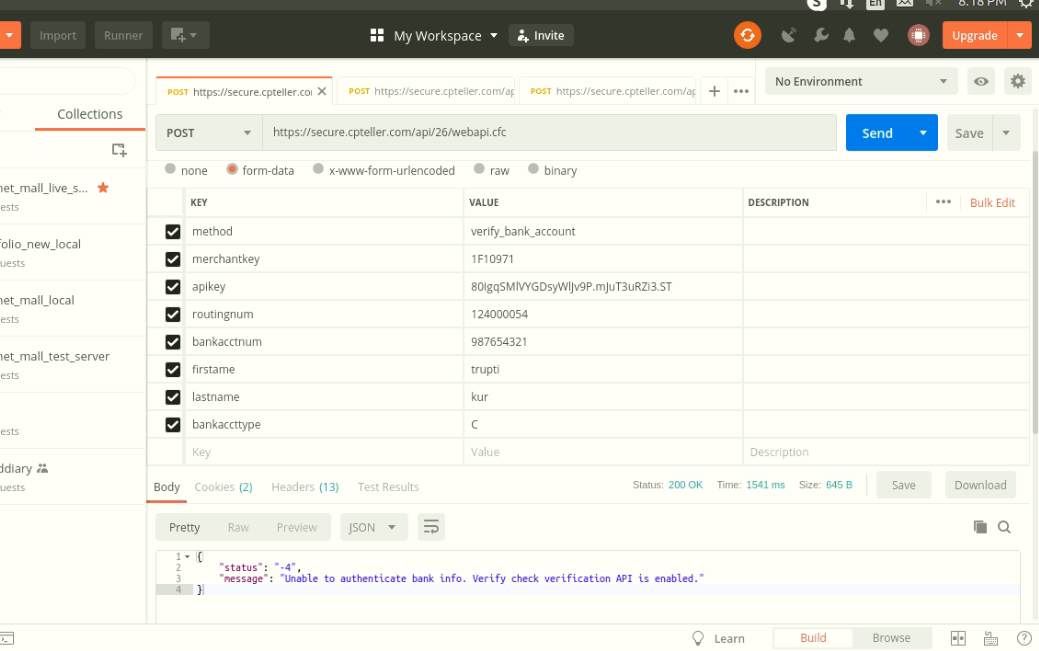 S En 6:18 PM
Import Runner My Workspace Invite Upgrade
POST https://secure.cpteller.co POST https://secure.cpteller.com/ap POST https://secure.cpteller.com/ap No Environment
Collections
POST https://secure.cpteller.com/api/26/webapi.cfc Send Save
none form-data x-www-form-urlencoded raw binary
net_mall_live_s...
ests
KEY VALUE DESCRIPTION Bulk Edit
method verify_bank_account
folio_new_local
uests
merchantkey 1F10971
apikey 80IgqSMlVYGDsyWlJv9P.mJuT3uRZi3.ST
net_mall_local
ests
routingnum 124000054
bankacctnum 987654321
net_mall_test_server
ests
firstame trupti
lastname kur
bankaccttype C
ests
Key Value Description
ddiary
uests
Body Cookies (2) Headers (13) Test Results Status: 200 OK Time: 1541 ms Size: 645 B Save Download
Pretty Raw Preview JSON
1 {
2 "status": "-4",
3 "message": "Unable to authenticate bank info. Verify check verification API is enabled."
4 }
Learn Build Browse